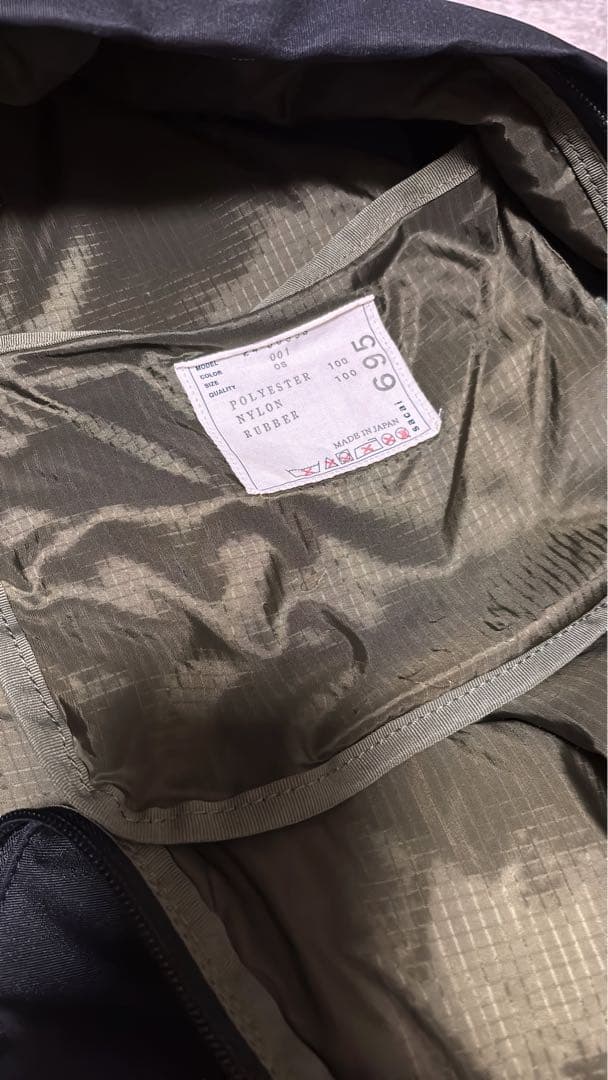 MODEL
COLOR 001
SIZE OS
QUALITY
POLYESTER 100
NYLON 100
RUBBER
MADE IN JAPAN
sacai 695